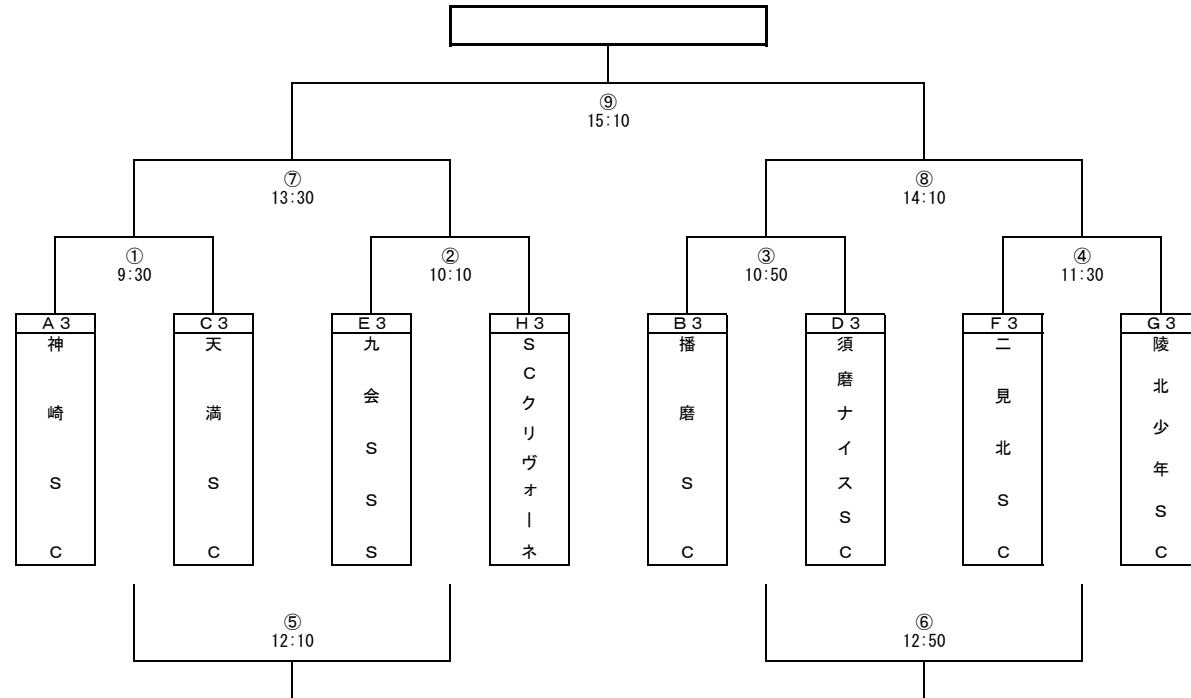 ⑨
15:10
⑦
13:30
⑧
14:10
①
9:30
②
10:10
③
10:50
④
11:30
A3
C3
E3
H3
B3
D3
F3
G3
神崎SC
天満SC
九会SSS
SCクリヴォーネ
播磨SC
須磨ナイスSC
二見北SC
陵北少年SC
⑤
12:10
⑥
12:50